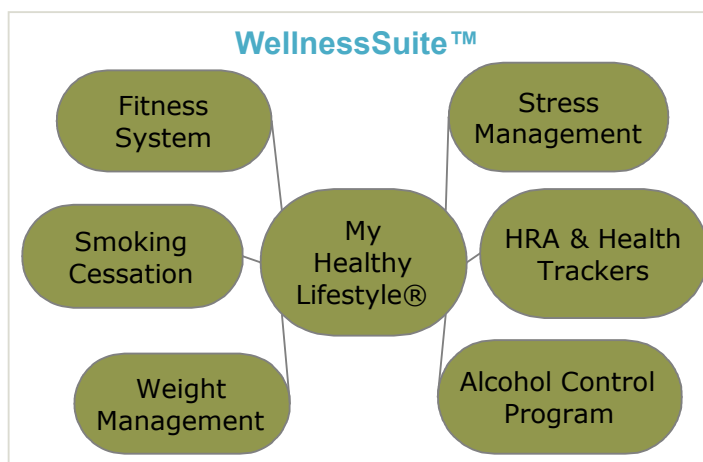 WellnessSuite™
Fitness
System
Stress
Management
Smoking
Cessation
My
Healthy
Lifestyle®
HRA & Health
Trackers
Weight
Management
Alcohol Control
Program